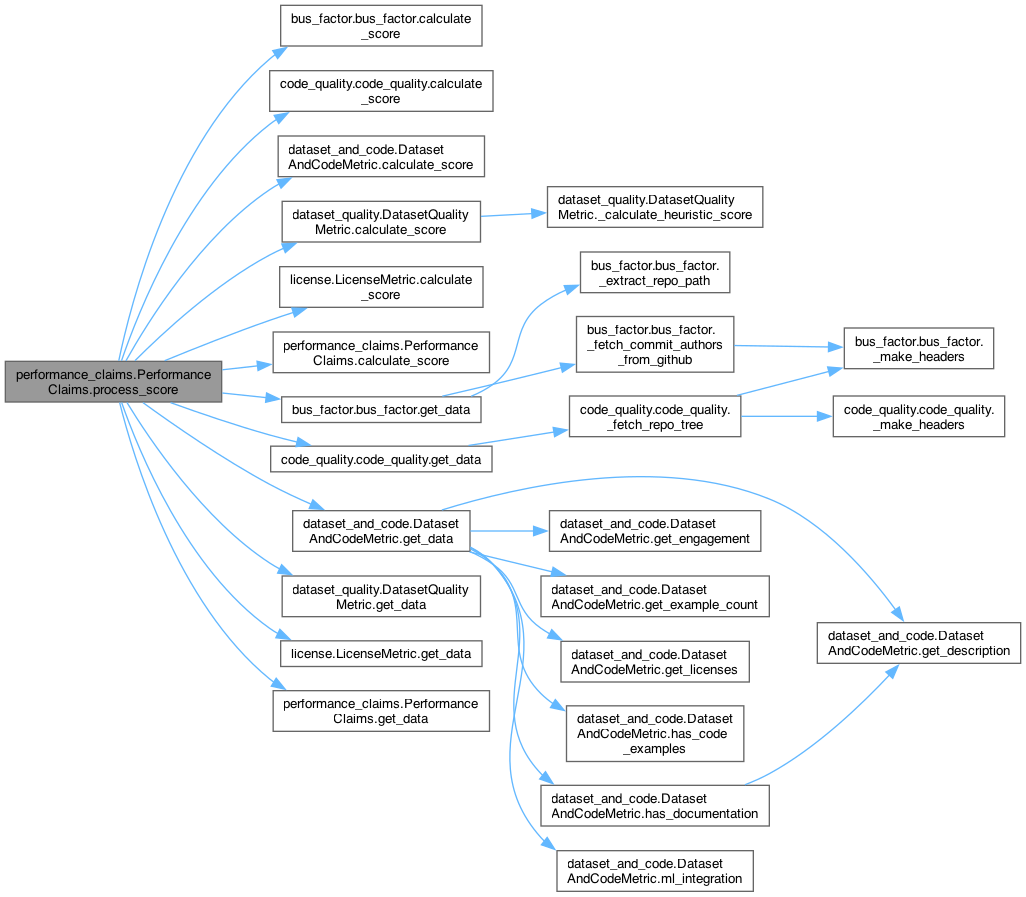 bus_factor.bus_factor.calculate
_score
code_quality.code_quality.calculate
_score
dataset_and_code.Dataset
AndCodeMetric.calculate_score
dataset_quality.DatasetQuality
Metric.calculate_score
dataset_quality.DatasetQuality
Metric._calculate_heuristic_score
license.LicenseMetric.calculate
_score
performance_claims.Performance
Claims.calculate_score
performance_claims.Performance
Claims.process_score
bus_factor.bus_factor.get_data
bus_factor.bus_factor.
_extract_repo_path
bus_factor.bus_factor.
_fetch_commit_authors
_from_github
bus_factor.bus_factor.
_make_headers
code_quality.code_quality.get_data
code_quality.code_quality.
_fetch_repo_tree
code_quality.code_quality.
_make_headers
dataset_and_code.Dataset
AndCodeMetric.get_data
dataset_and_code.Dataset
AndCodeMetric.get_engagement
dataset_and_code.Dataset
AndCodeMetric.get_example_count
dataset_and_code.Dataset
AndCodeMetric.get_licenses
dataset_and_code.Dataset
AndCodeMetric.get_description
dataset_and_code.Dataset
AndCodeMetric.has_code
_examples
dataset_and_code.Dataset
AndCodeMetric.has_documentation
dataset_and_code.Dataset
AndCodeMetric.ml_integration
dataset_quality.DatasetQuality
Metric.get_data
license.LicenseMetric.get_data
performance_claims.Performance
Claims.get_data